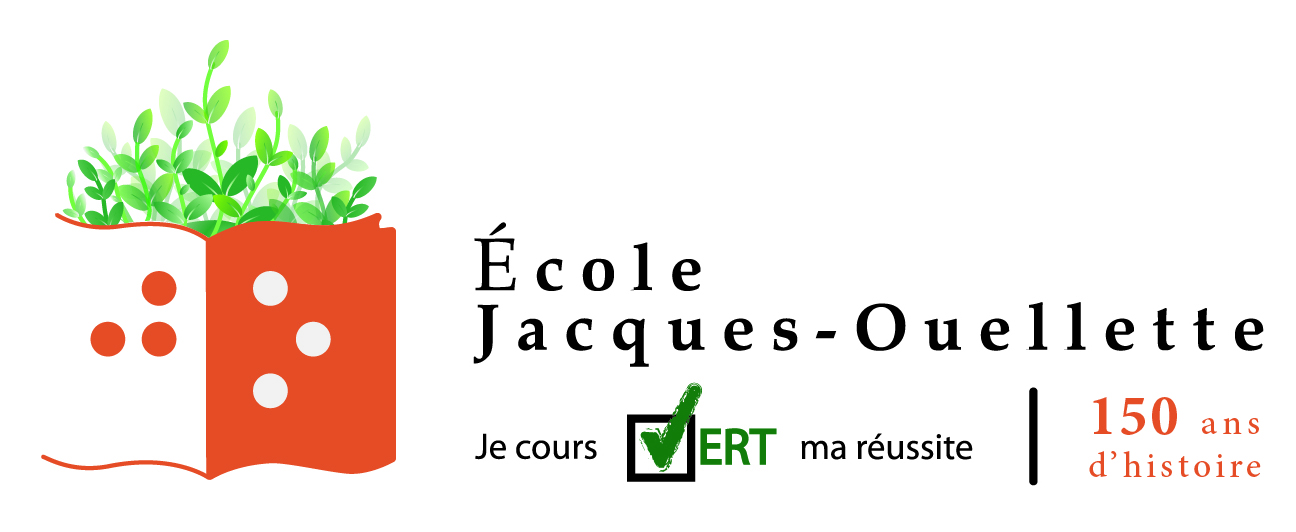 École
Jacques-Ouellette
Je cours VERT ma réussite
150 ans
d'histoire